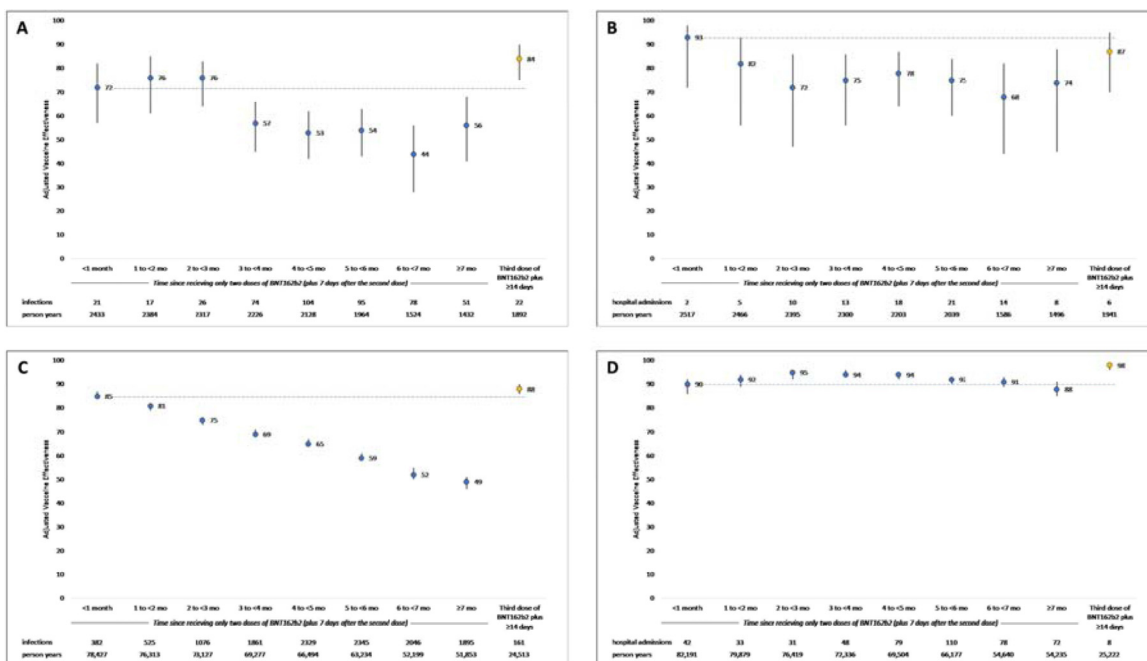 A
Adjusted Vaccine Effectiveness
100
90
80
70
60
50
40
30
20
10
0
72
76
76
57
53
54
44
56
84
<1 month 1 to <2 mo 2 to <3 mo 3 to <4 mo 4 to <5 mo 5 to <6 mo 6 to <7 mo ≥7 mo Third dose of
BNT162b2 plus
≥14 days
Time since recieving only two doses of BNT162b2 (plus 7 days after the second dose)
infections 21 17 26 74 104 95 78 51 22
person years 2433 2384 2317 2226 2128 1964 1524 1432 1892
B
Adjusted Vaccine Effectiveness
100
90
80
70
60
50
40
30
20
10
0
93
82
72
75
78
75
68
74
87
<1 month 1 to <2 mo 2 to <3 mo 3 to <4 mo 4 to <5 mo 5 to <6 mo 6 to <7 mo ≥7 mo Third dose of
BNT162b2 plus
≥14 days
Time since recieving only two doses of BNT162b2 (plus 7 days after the second dose)
hospital admissions 2 5 10 13 18 21 14 8 6
person years 2517 2466 2395 2300 2203 2039 1586 1496 1941
C
Adjusted Vaccine Effectiveness
100
90
80
70
60
50
40
30
20
10
0
85
81
75
69
65
59
52
49
88
<1 month 1 to <2 mo 2 to <3 mo 3 to <4 mo 4 to <5 mo 5 to <6 mo 6 to <7 mo ≥7 mo Third dose of
BNT162b2 plus
≥14 days
Time since recieving only two doses of BNT162b2 (plus 7 days after the second dose)
infections 382 525 1076 1861 2329 2345 2046 1895 161
person years 78,427 76,313 73,127 69,277 66,494 63,234 52,199 51,853 24,513
D
Adjusted Vaccine Effectiveness
100
90
80
70
60
50
40
30
20
10
0
90
92
95
94
94
91
88
98
<1 month 1 to <2 mo 2 to <3 mo 3 to <4 mo 4 to <5 mo 5 to <6 mo 6 to <7 mo ≥7 mo Third dose of
BNT162b2 plus
≥14 days
Time since recieving only two doses of BNT162b2 (plus 7 days after the second dose)
hospital admissions 42 33 31 48 79 110 78 72 8
person years 82,191 79,879 76,419 72,336 69,504 66,177 54,640 54,235 25,222